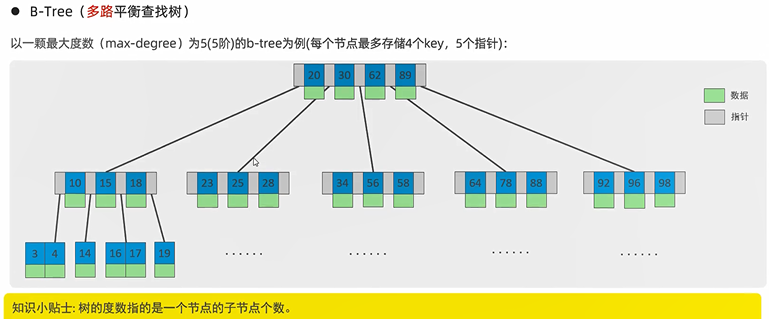 ● B-Tree（多路平衡查找树）
以一颗最大度数（max-degree）为5(5阶)的b-tree为例(每个节点最多存储4个key，5个指针)：
20 30 62 89
数据
指针
10 15 18 23 25 28 34 56 58 64 78 88 92 96 98
3 4 14 16 17 19 ...... ...... ...... ......
知识小贴士: 树的度数指的是一个节点的子节点个数。